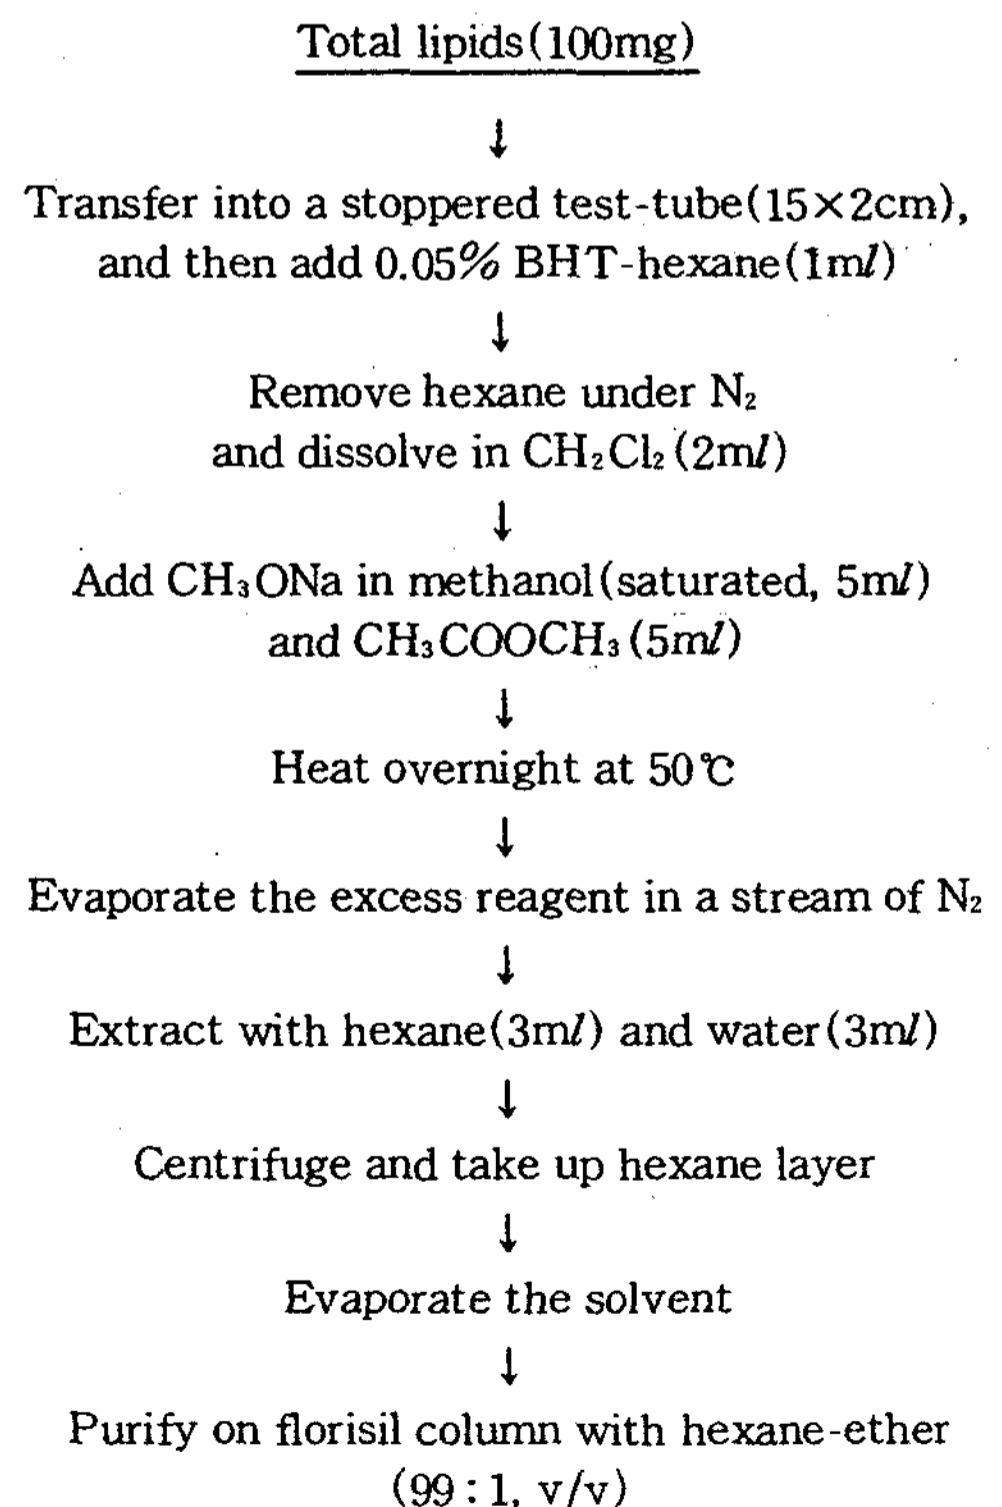 Total lipids(100mg)
↓
Transfer into a stoppered test-tube(15×2cm),
and then add 0.05% BHT-hexane(1ml)
↓
Remove hexane under N₂
and dissolve in CH₂Cl₂(2ml)
↓
Add CH₃ONa in methanol(saturated, 5ml)
and CH₃COOCH₃(5ml)
↓
Heat overnight at 50℃
↓
Evaporate the excess reagent in a stream of N₂
↓
Extract with hexane(3ml) and water(3ml)
↓
Centrifuge and take up hexane layer
↓
Evaporate the solvent
↓
Purify on florisil column with hexane-ether
(99 : 1, v/v)